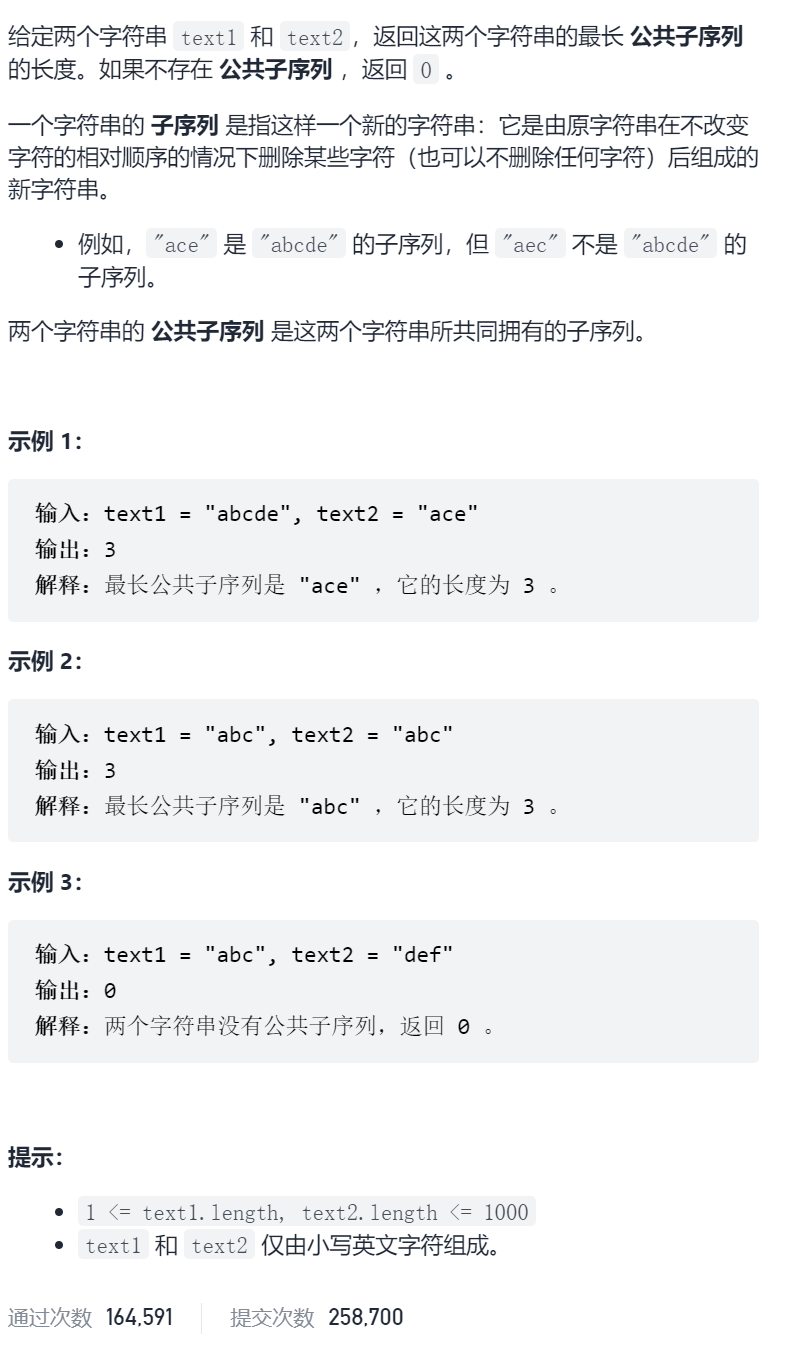 给定两个字符串 text1 和 text2，返回这两个字符串的最长 公共子序列
的长度。如果不存在 公共子序列 ，返回 0 。
一个字符串的 子序列 是指这样一个新的字符串：它是由原字符串在不改变
字符的相对顺序的情况下删除某些字符（也可以不删除任何字符）后组成的
新字符串。
• 例如，"ace" 是 "abcde" 的子序列，但 "aec" 不是 "abcde" 的
子序列。
两个字符串的 公共子序列 是这两个字符串所共同拥有的子序列。
示例 1：
输入：text1 = "abcde", text2 = "ace"
输出：3
解释：最长公共子序列是 "ace" ，它的长度为 3 。
示例 2：
输入：text1 = "abc", text2 = "abc"
输出：3
解释：最长公共子序列是 "abc" ，它的长度为 3 。
示例 3：
输入：text1 = "abc", text2 = "def"
输出：0
解释：两个字符串没有公共子序列，返回 0 。
提示：
• 1 <= text1.length, text2.length <= 1000
• text1 和 text2 仅由小写英文字符组成。
通过次数 164,591 提交次数 258,700